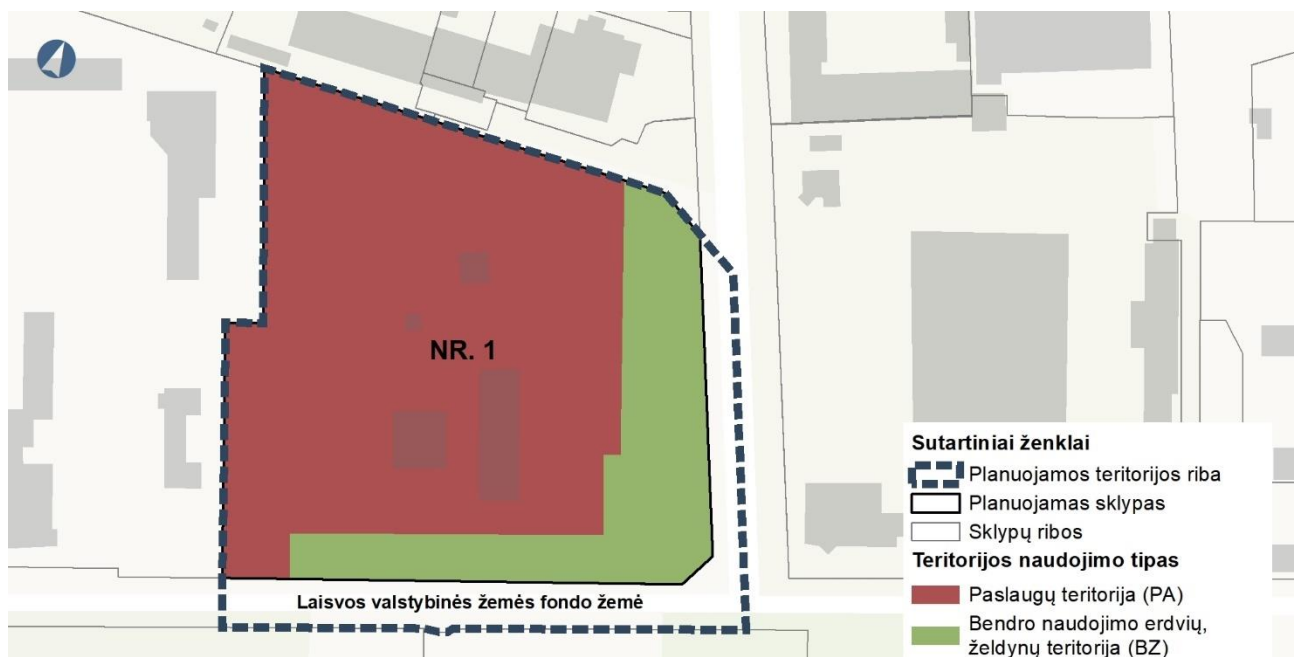 NR. 1
Laisvos valstybinės žemės fondo žemė
Sutartiniai ženklai
Planuojamos teritorijos riba
Planuojamas sklypas
Sklypų ribos
Teritorijos naudojimo tipas
Paslaugų teritorija (PA)
Bendro naudojimo erdvių,
želdynų teritorija (BZ)